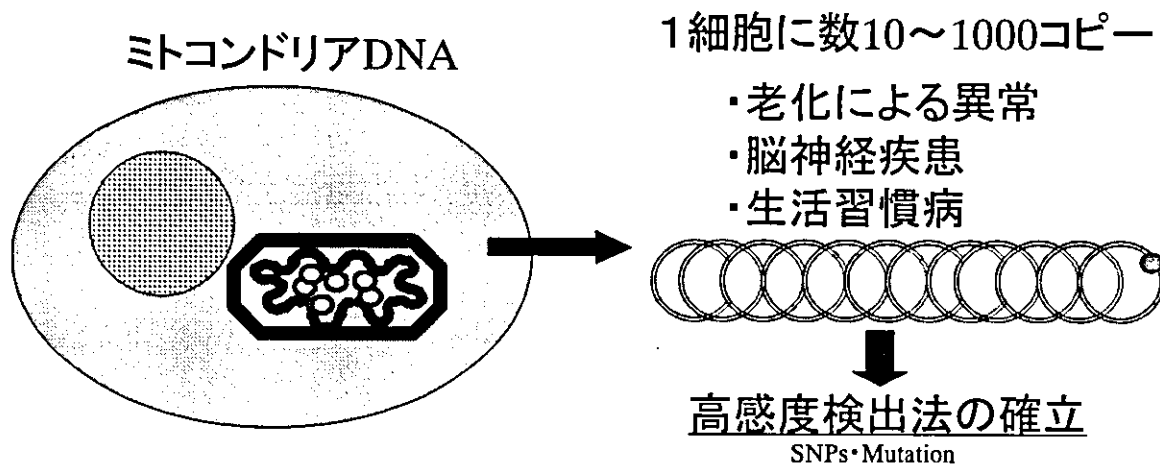 ミトコンドリアDNA
1細胞に数10～1000コピー
・老化による異常
・脳神経疾患
・生活習慣病
高感度検出法の確立
SNPs・Mutation